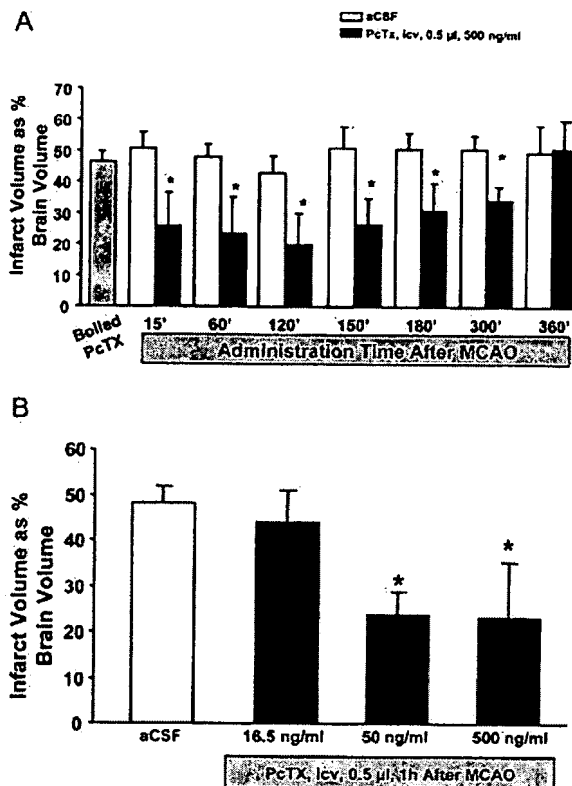 A
aCSF
PcTx, icv, 0.5 µl, 500 ng/ml
Infarct Volume as %
Brain Volume
70
60
50
40
30
20
10
0
*
*
*
*
*
*
Boiled
PcTX
15' 60' 120' 150' 180' 300' 360'
Administration Time After MCAO
B
Infarct Volume as %
Brain Volume
60
50
40
30
20
10
0
*
*
aCSF 16.5 ng/ml 50 ng/ml 500 ng/ml
PcTX, icv, 0.5 µl, 1h After MCAO